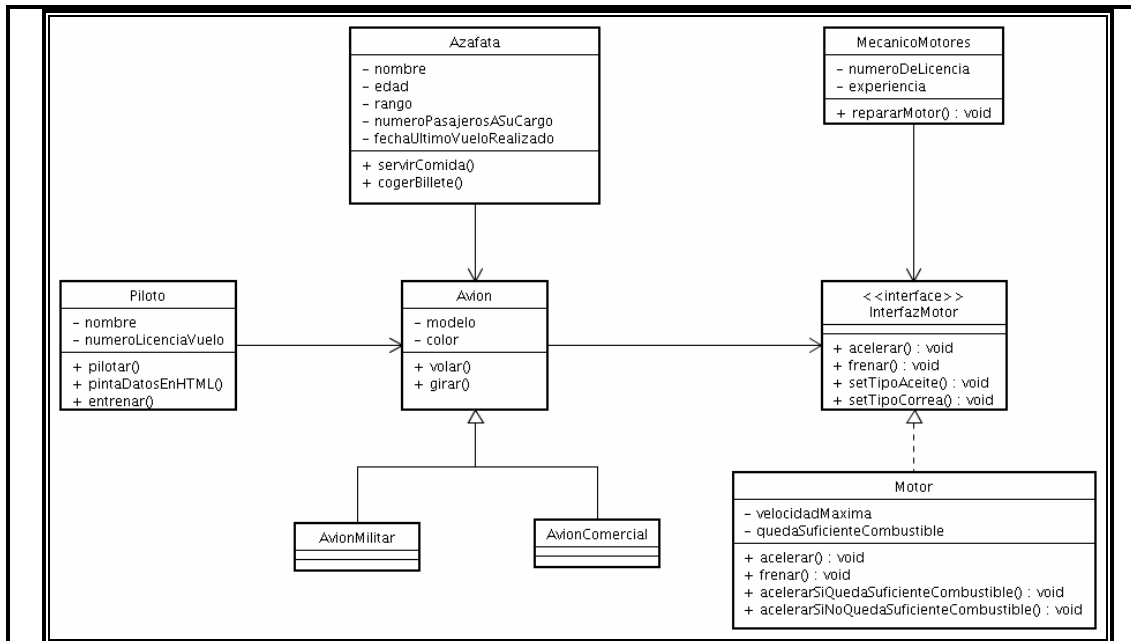 Azafata
- nombre
- edad
- rango
- numeroPasajerosASuCargo
- fechaUltimoVueloRealizado
+ servirComida()
+ cogerBillete()
MecanicoMotores
- numeroDeLicencia
- experiencia
+ repararMotor() : void
Piloto
- nombre
- numeroLicenciaVuelo
+ pilotar()
+ pintaDatosEnHTML()
+ entrenar()
Avion
- modelo
- color
+ volar()
+ girar()
<<interface>>
InterfazMotor
+ acelerar() : void
+ frenar() : void
+ setTipoAceite() : void
+ setTipoCorrea() : void
AvionMilitar
AvionComercial
Motor
- velocidadMaxima
- quedaSuficienteCombustible
+ acelerar() : void
+ frenar() : void
+ acelerarSiQuedaSuficienteCombustible() : void
+ acelerarSiNoQuedaSuficienteCombustible() : void